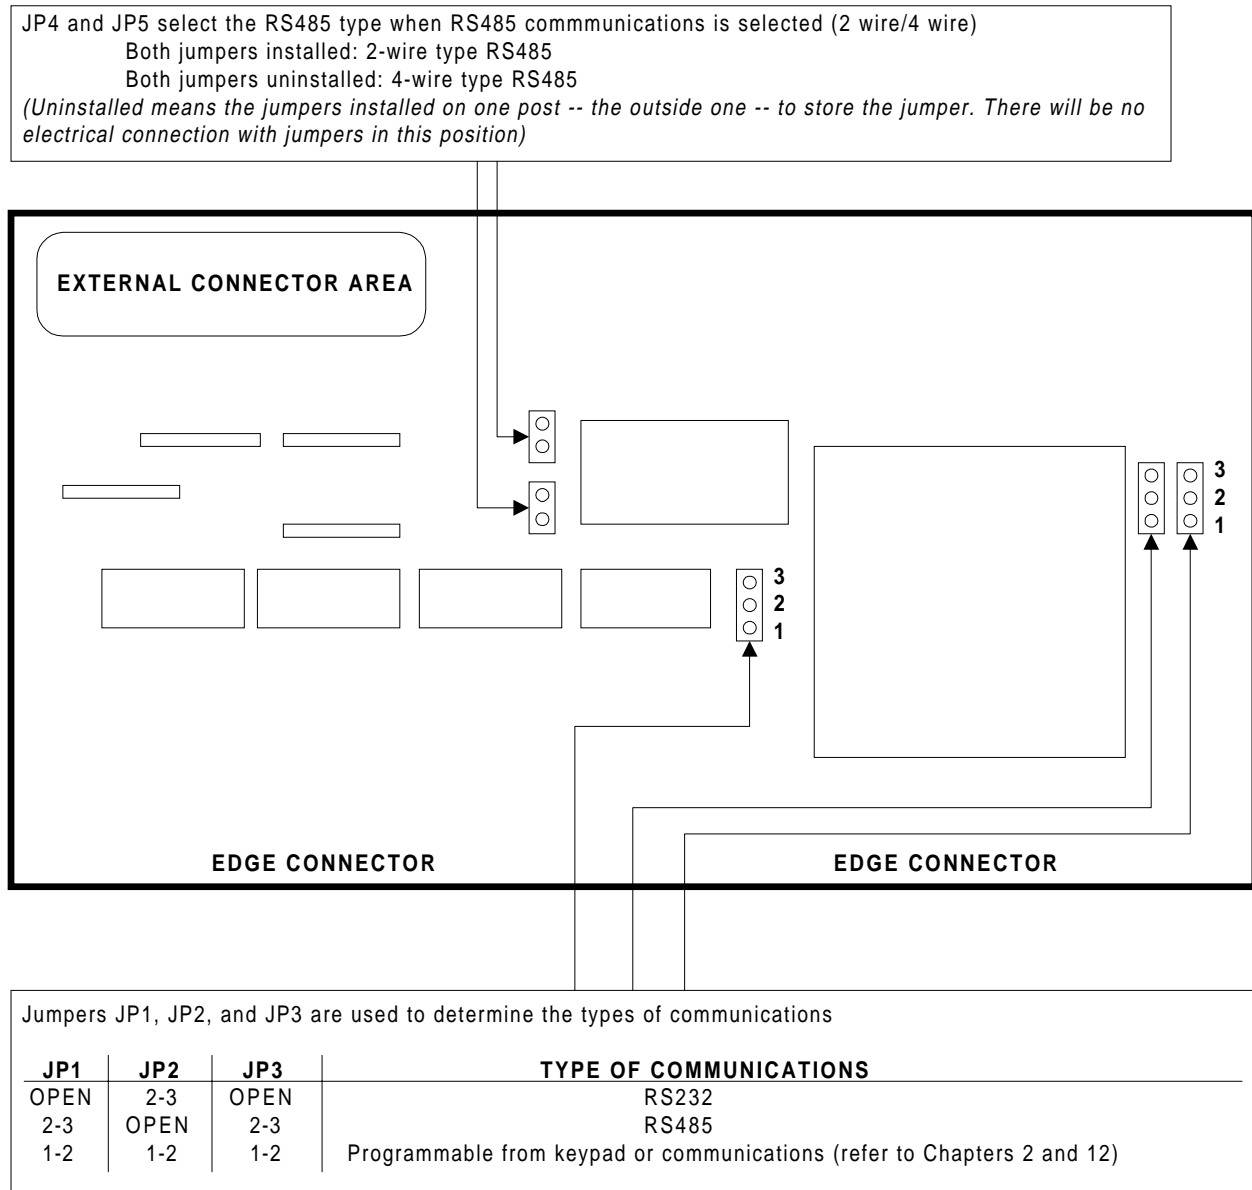 JP4 and JP5 select the RS485 type when RS485 commmunications is selected (2 wire/4 wire)
Both jumpers installed: 2-wire type RS485
Both jumpers uninstalled: 4-wire type RS485
(Uninstalled means the jumpers installed on one post -- the outside one -- to store the jumper. There will be no
electrical connection with jumpers in this position)
EXTERNAL CONNECTOR AREA
3
2
1
3
2
1
EDGE CONNECTOR EDGE CONNECTOR
Jumpers JP1, JP2, and JP3 are used to determine the types of communications
JP1 JP2 JP3 TYPE OF COMMUNICATIONS
OPEN 2-3 OPEN RS232
2-3 OPEN 2-3 RS485
1-2 1-2 1-2 Programmable from keypad or communications (refer to Chapters 2 and 12)